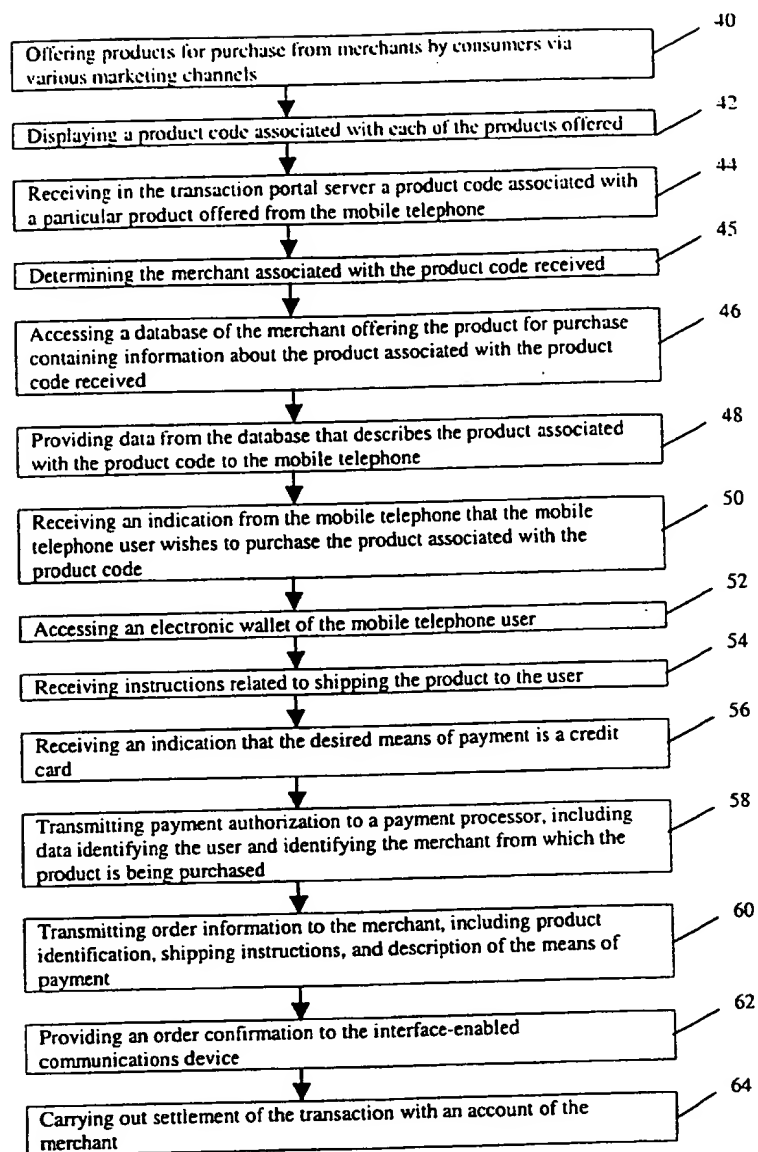 40
Offering products for purchase from merchants by consumers via
various marketing channels
42
Displaying a product code associated with each of the products offered
44
Receiving in the transaction portal server a product code associated with
a particular product offered from the mobile telephone
45
Determining the merchant associated with the product code received
46
Accessing a database of the merchant offering the product for purchase
containing information about the product associated with the product
code received
48
Providing data from the database that describes the product associated
with the product code to the mobile telephone
50
Receiving an indication from the mobile telephone that the mobile
telephone user wishes to purchase the product associated with the
product code
52
Accessing an electronic wallet of the mobile telephone user
54
Receiving instructions related to shipping the product to the user
56
Receiving an indication that the desired means of payment is a credit
card
58
Transmitting payment authorization to a payment processor, including
data identifying the user and identifying the merchant from which the
product is being purchased
60
Transmitting order information to the merchant, including product
identification, shipping instructions, and description of the means of
payment
62
Providing an order confirmation to the interface-enabled
communications device
64
Carrying out settlement of the transaction with an account of the
merchant